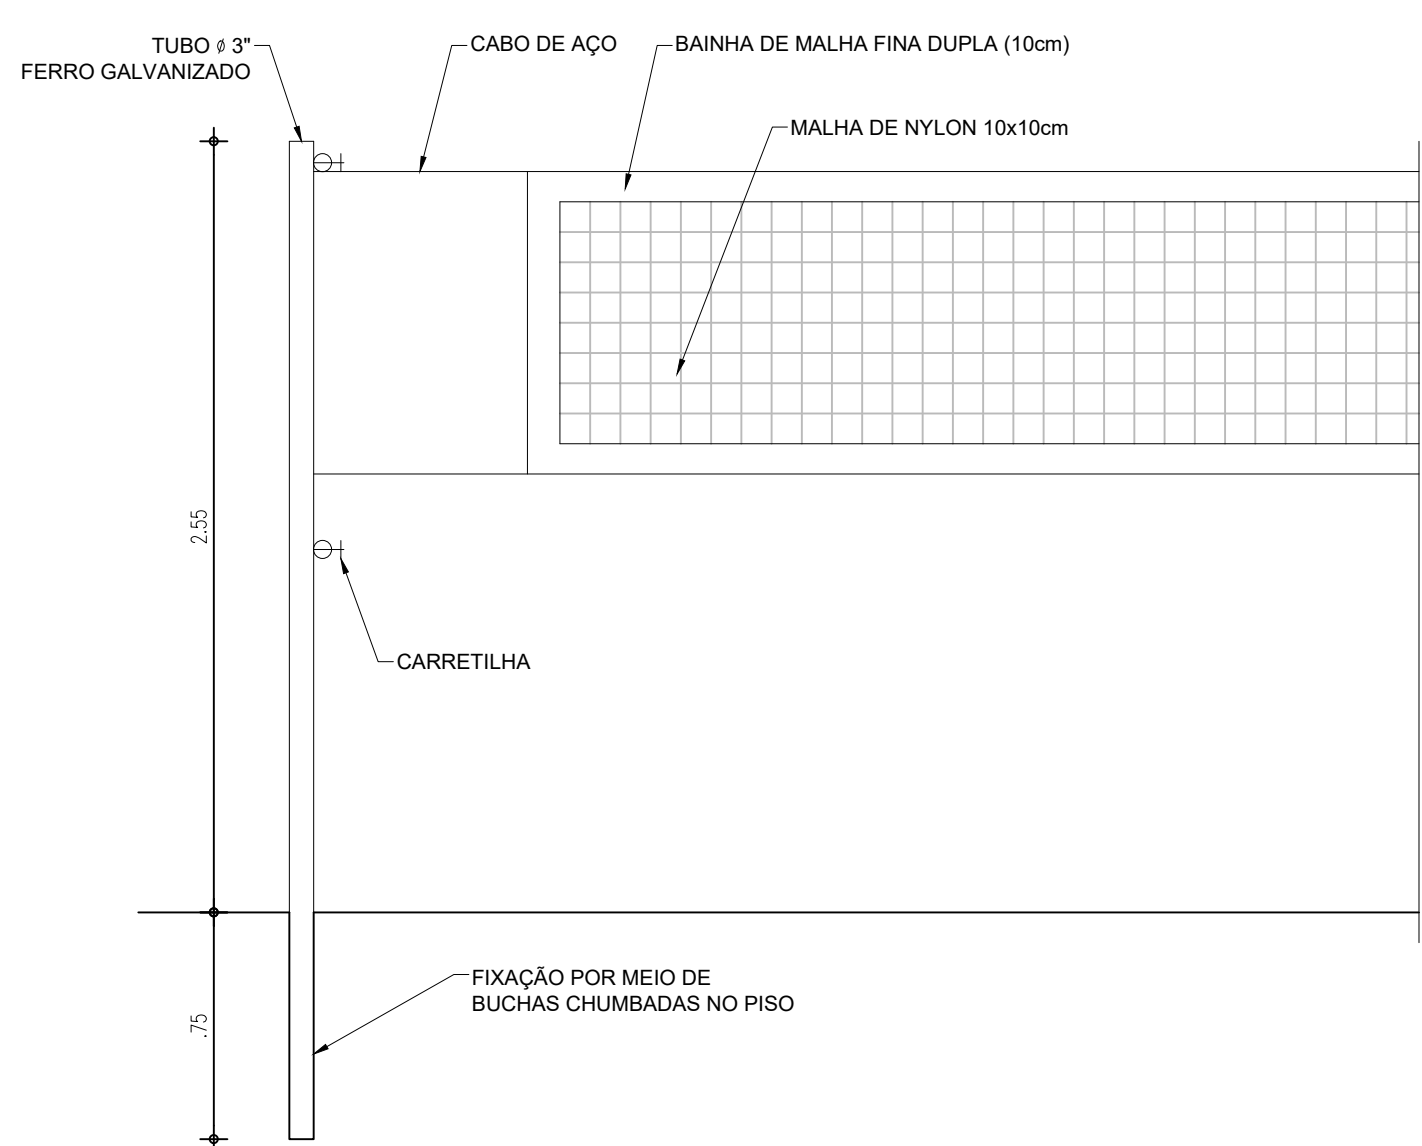 TUBO ⌀ 3"
FERRO GALVANIZADO
CABO DE AÇO
BAINHA DE MALHA FINA DUPLA (10cm)
MALHA DE NYLON 10x10cm
2.55
CARRETILHA
FIXAÇÃO POR MEIO DE
BUCHAS CHUMBADAS NO PISO
.75